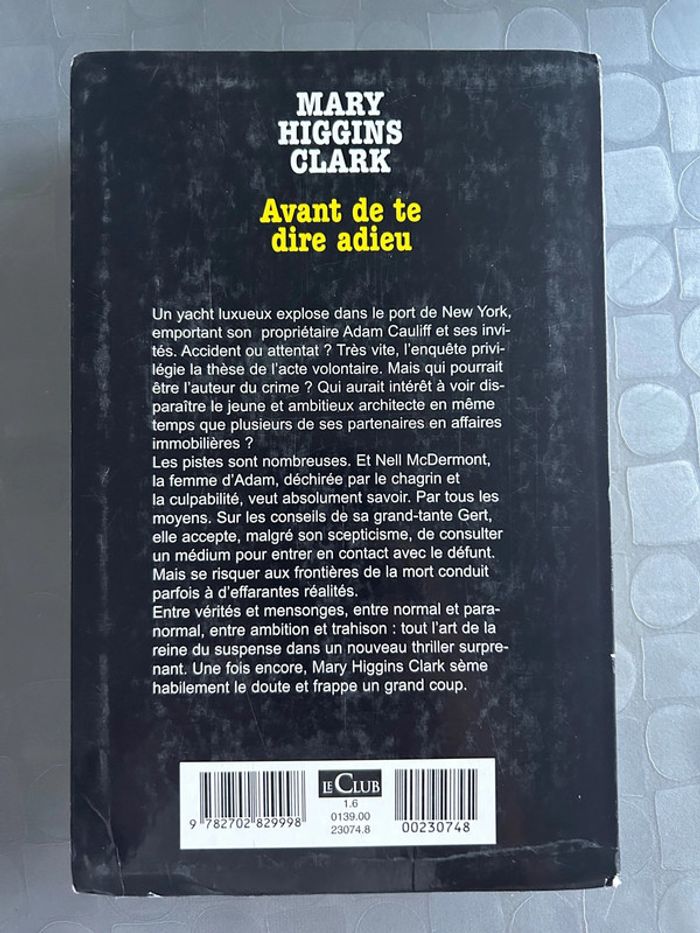 MARY
HIGGINS
CLARK
Avant de te
dire adieu
Un yacht luxueux explose dans le port de New York,
emportant son propriétaire Adam Cauliff et ses invi-
tés. Accident ou attentat ? Très vite, l'enquête privi-
légie la thèse de l'acte volontaire. Mais qui pourrait
être l'auteur du crime ? Qui aurait intérêt à voir dis-
paraître le jeune et ambitieux architecte en même
temps que plusieurs de ses partenaires en affaires
immobilières ?
Les pistes sont nombreuses. Et Nell McDermont,
la femme d'Adam, déchirée par le chagrin et
la culpabilité, veut absolument savoir. Par tous les
moyens. Sur les conseils de sa grand-tante Gert,
elle accepte, malgré son scepticisme, de consulter
un médium pour entrer en contact avec le défunt.
Mais se risquer aux frontières de la mort conduit
parfois à d'effarantes réalités.
Entre vérités et mensonges, entre normal et para-
normal, entre ambition et trahison : tout l'art de la
reine du suspense dans un nouveau thriller surpre-
nant. Une fois encore, Mary Higgins Clark sème
habilement le doute et frappe un grand coup.
LE CLUB
1.6
0139.00
23074.8
9 782702 829998
00230748